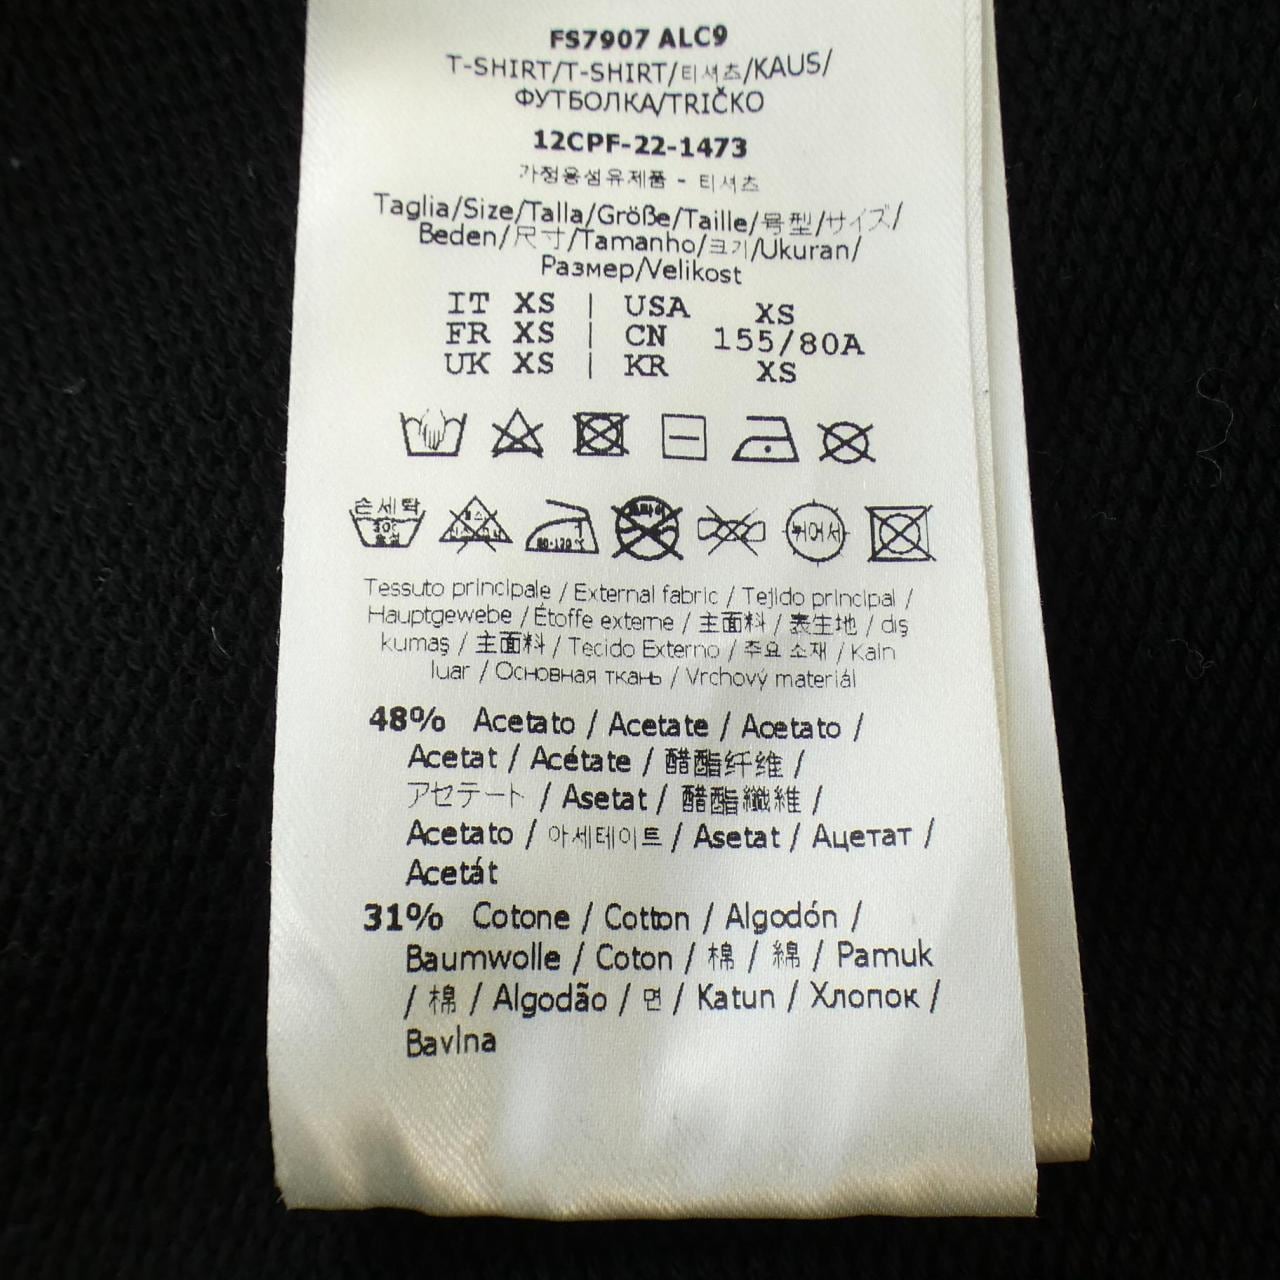 FS7907 ALC9
T-SHIRT/T-SHIRT/티셔츠/KAUS/
ФУТБОЛКА/TRIČKO
12CPF-22-1473
가정용섬유제품 - 티셔츠
Taglia/Size/Talla/Größe/Taille/号型/サイズ/
Beden/尺寸/Tamanho/크기/Ukuran/
Размер/Velikost
IT XS | USA XS
FR XS | CN 155/80A
UK XS | KR XS
손세탁
80-120℃
뉘어서
Tessuto principale / External fabric / Tejido principal /
Hauptgewebe / Étoffe externe / 主面料 / 表生地 / dış
kumaş / 主面料 / Tecido Externo / 주요 소재 / Kain
luar / Основная ткань / Vrchový materiál
48% Acetato / Acetate / Acetato /
Acetat / Acétate / 醋酯纤维 /
アセテート / Asetat / 醋酯纖維 /
Acetato / 아세테이트 / Asetat / Ацетат /
Acetát
31% Cotone / Cotton / Algodón /
Baumwolle / Coton / 棉 / 綿 / Pamuk
/ 棉 / Algodão / 면 / Katun / Хлопок /
Bavlna